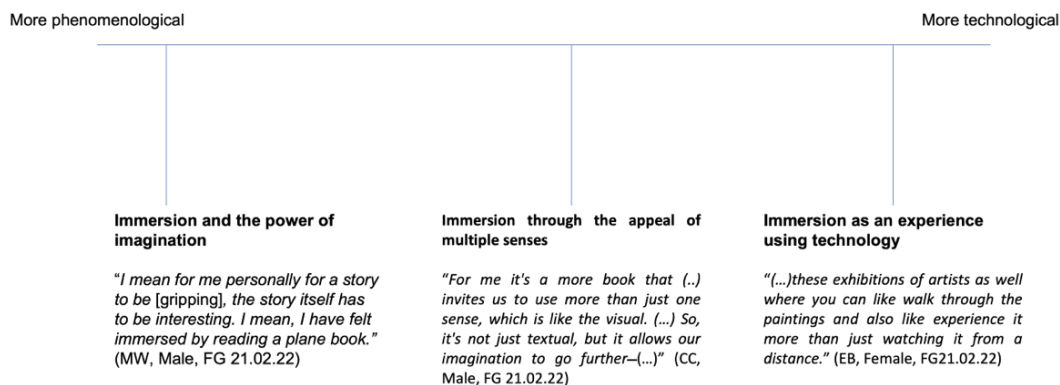 More phenomenological
More technological
Immersion and the power of
imagination
“I mean for me personally for a story
to be [gripping], the story itself has
to be interesting. I mean, I have felt
immersed by reading a plane book.”
(MW, Male, FG 21.02.22)
Immersion through the appeal of
multiple senses
“For me it's a more book that (..)
invites us to use more than just one
sense, which is like the visual. (...) So,
it's not just textual, but it allows our
imagination to go further—(...)” (CC,
Male, FG 21.02.22)
Immersion as an experience
using technology
“(...)these exhibitions of artists as well
where you can like walk through the
paintings and also like experience it
more than just watching it from a
distance.” (EB, Female, FG21.02.22)